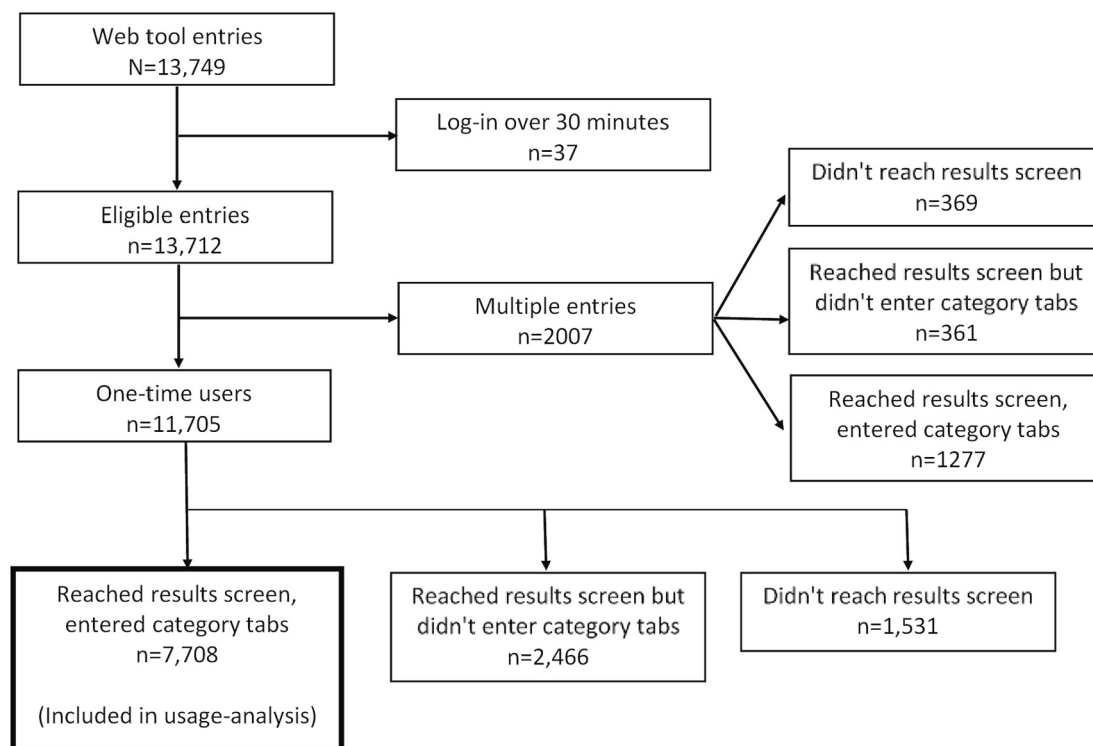 Web tool entries
N=13,749
Log-in over 30 minutes
n=37
Eligible entries
n=13,712
Didn't reach results screen
n=369
Reached results screen but
didn't enter category tabs
n=361
Multiple entries
n=2007
Reached results screen,
entered category tabs
n=1277
One-time users
n=11,705
Reached results screen,
entered category tabs
n=7,708
(Included in usage-analysis)
Reached results screen but
didn't enter category tabs
n=2,466
Didn't reach results screen
n=1,531